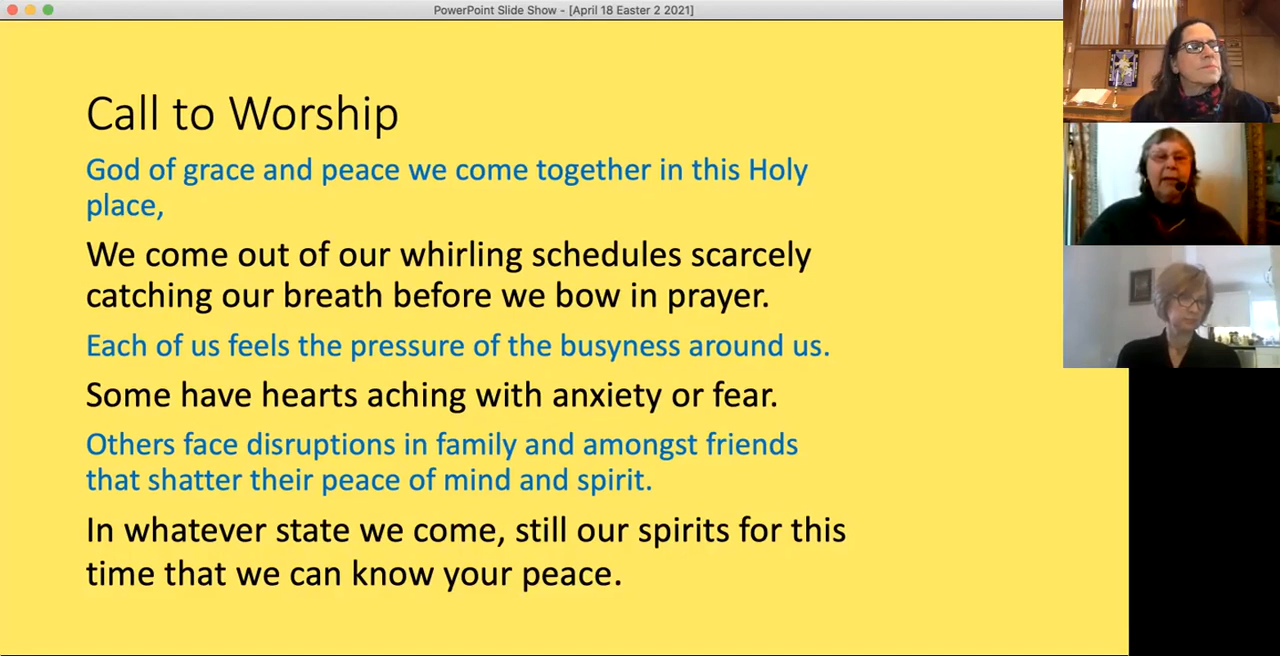 PowerPoint Slide Show - [April 18 Easter 2 2021]
Call to Worship
God of grace and peace we come together in this Holy
place,
We come out of our whirling schedules scarcely
catching our breath before we bow in prayer.
Each of us feels the pressure of the busyness around us.
Some have hearts aching with anxiety or fear.
Others face disruptions in family and amongst friends
that shatter their peace of mind and spirit.
In whatever state we come, still our spirits for this
time that we can know your peace.